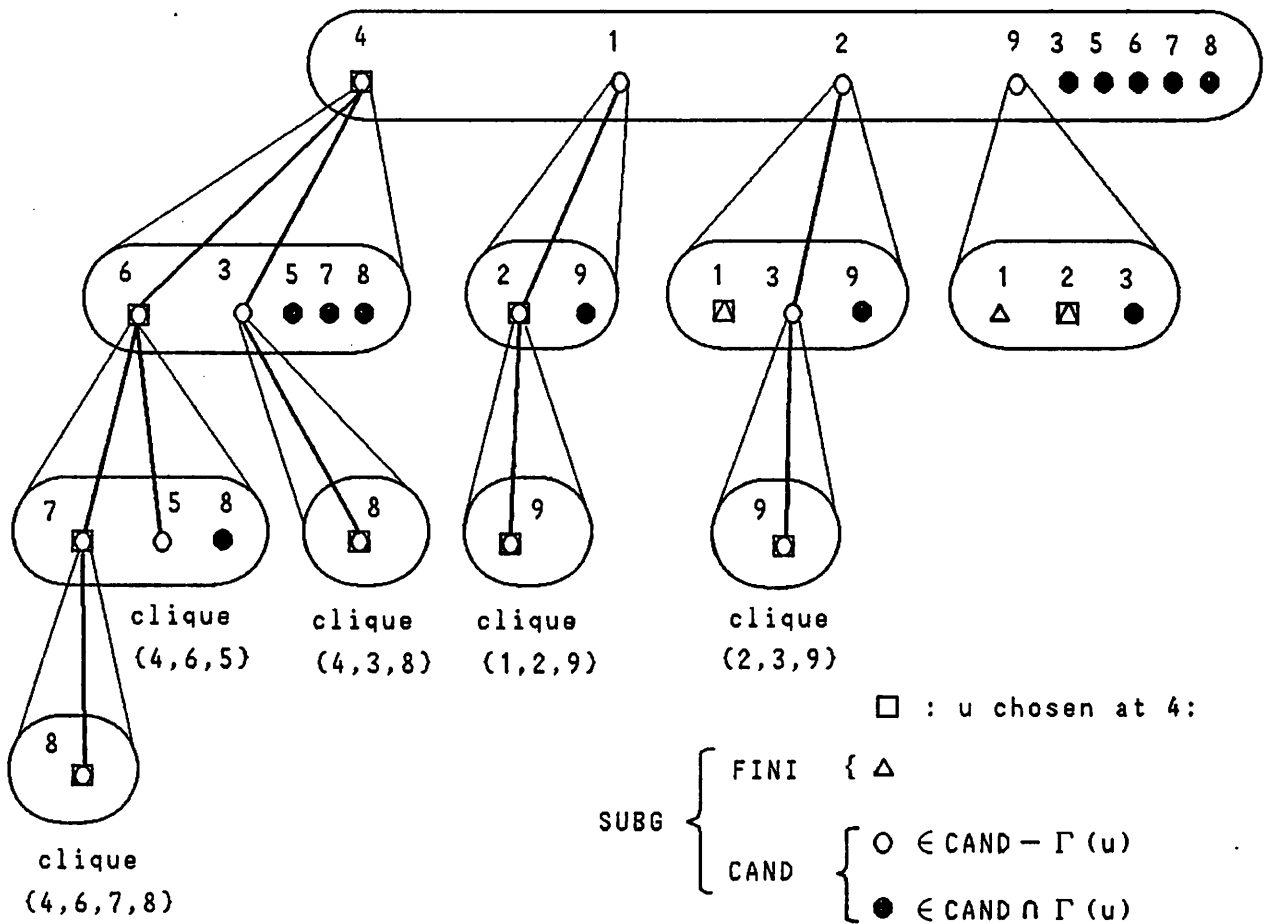 4 1 2 9 3 5 6 7 8
6 3 5 7 8
2 9
1 3 9
1 2 3
7 5 8
8
9
9
clique
{4,6,5}
clique
{4,3,8}
clique
{1,2,9}
clique
{2,3,9}
8
clique
{4,6,7,8}
□ : u chosen at 4:
SUBG
FINI { △
CAND
○ ∈ CAND − Γ(u)
● ∈ CAND ∩ Γ(u)